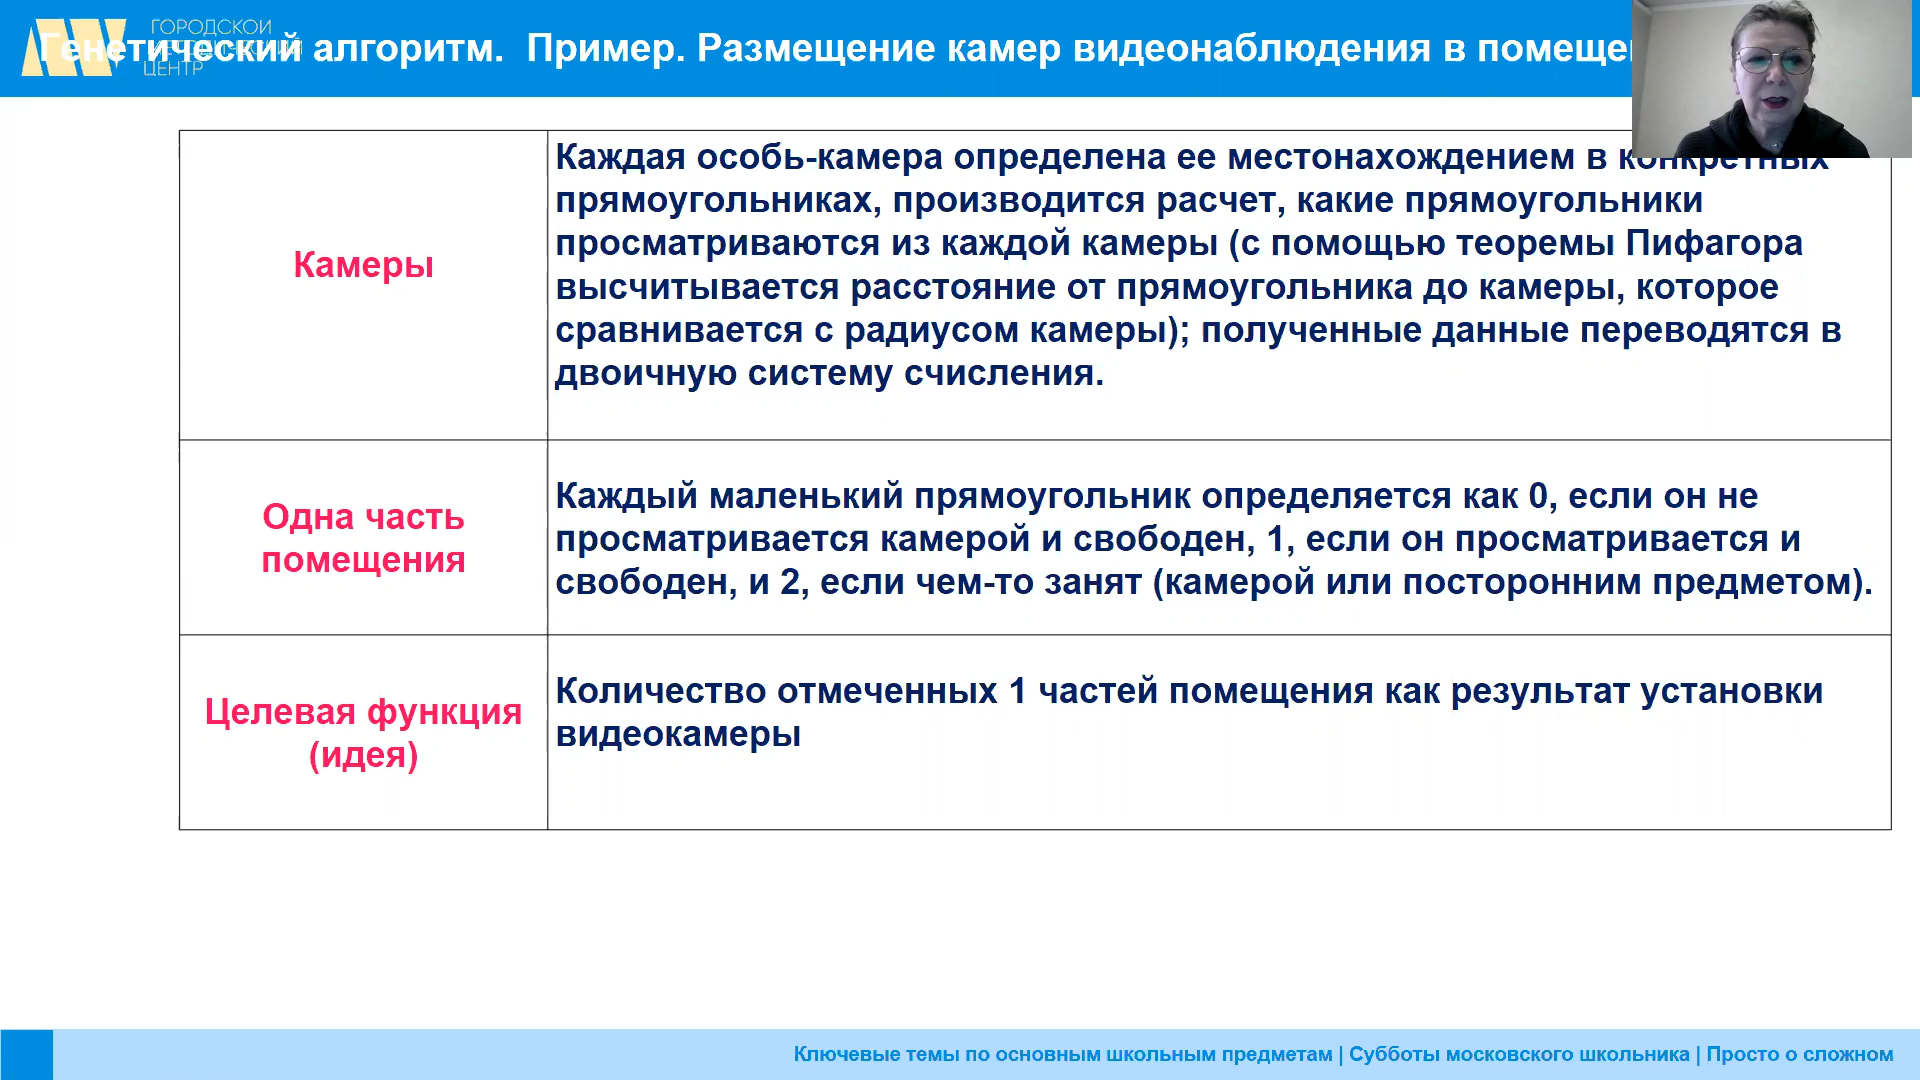 ГОРОДСКОЙ
ЦЕНТР
Генетический алгоритм. Пример. Размещение камер видеонаблюдения в
Камеры
Каждая особь-камера определена ее местонахождением в конкретных
прямоугольниках, производится расчет, какие прямоугольники
просматриваются из каждой камеры (с помощью теоремы Пифагора
высчитывается расстояние от прямоугольника до камеры, которое
сравнивается с радиусом камеры); полученные данные переводятся в
двоичную систему счисления.
Одна часть
помещения
Каждый маленький прямоугольник определяется как 0, если он не
просматривается камерой и свободен, 1, если он просматривается и
свободен, и 2, если чем-то занят (камерой или посторонним предметом).
Целевая функция
(идея)
Количество отмеченных 1 частей помещения как результат установки
видеокамеры
Ключевые темы по основным школьным предметам | Субботы московского школьника | Просто о сложном